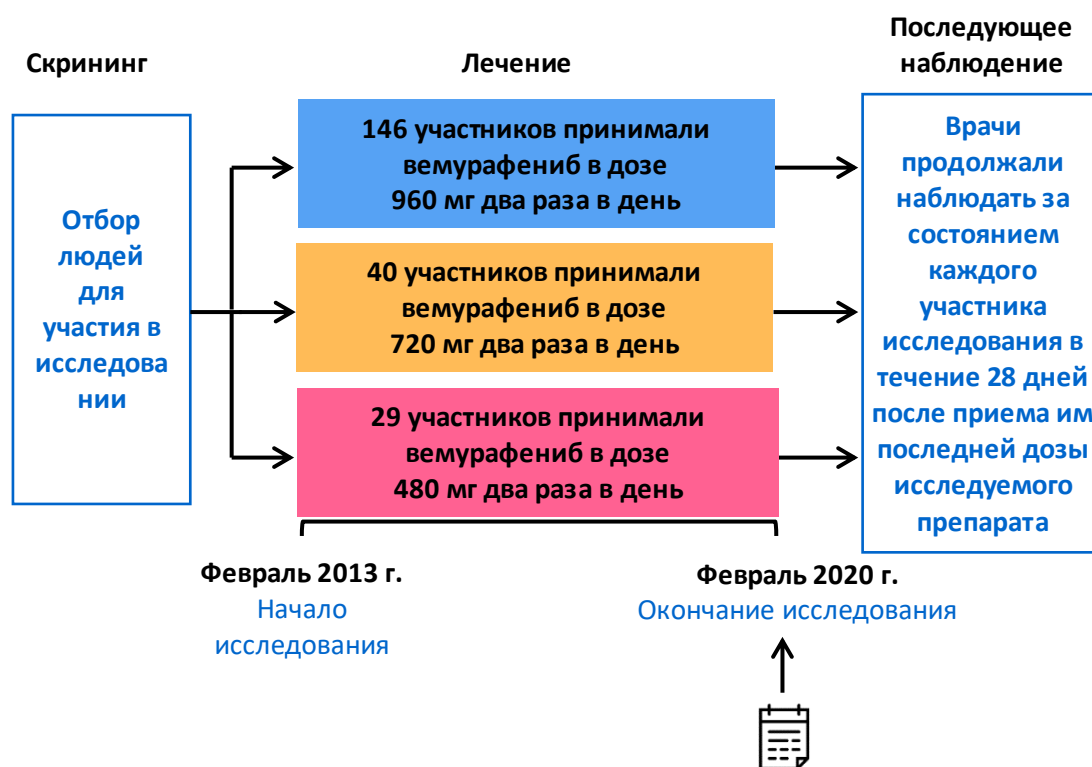 Скрининг
Лечение
Последующее
наблюдение
Отбор
людей
для
участия в
исследова
нии
146 участников принимали
вемурафениб в дозе
960 мг два раза в день
40 участников принимали
вемурафениб в дозе
720 мг два раза в день
29 участников принимали
вемурафениб в дозе
480 мг два раза в день
Врачи
продолжали
наблюдать за
состоянием
каждого
участника
исследования в
течение 28 дней
после приема им
последней дозы
исследуемого
препарата
Февраль 2013 г.
Начало
исследования
Февраль 2020 г.
Окончание исследования